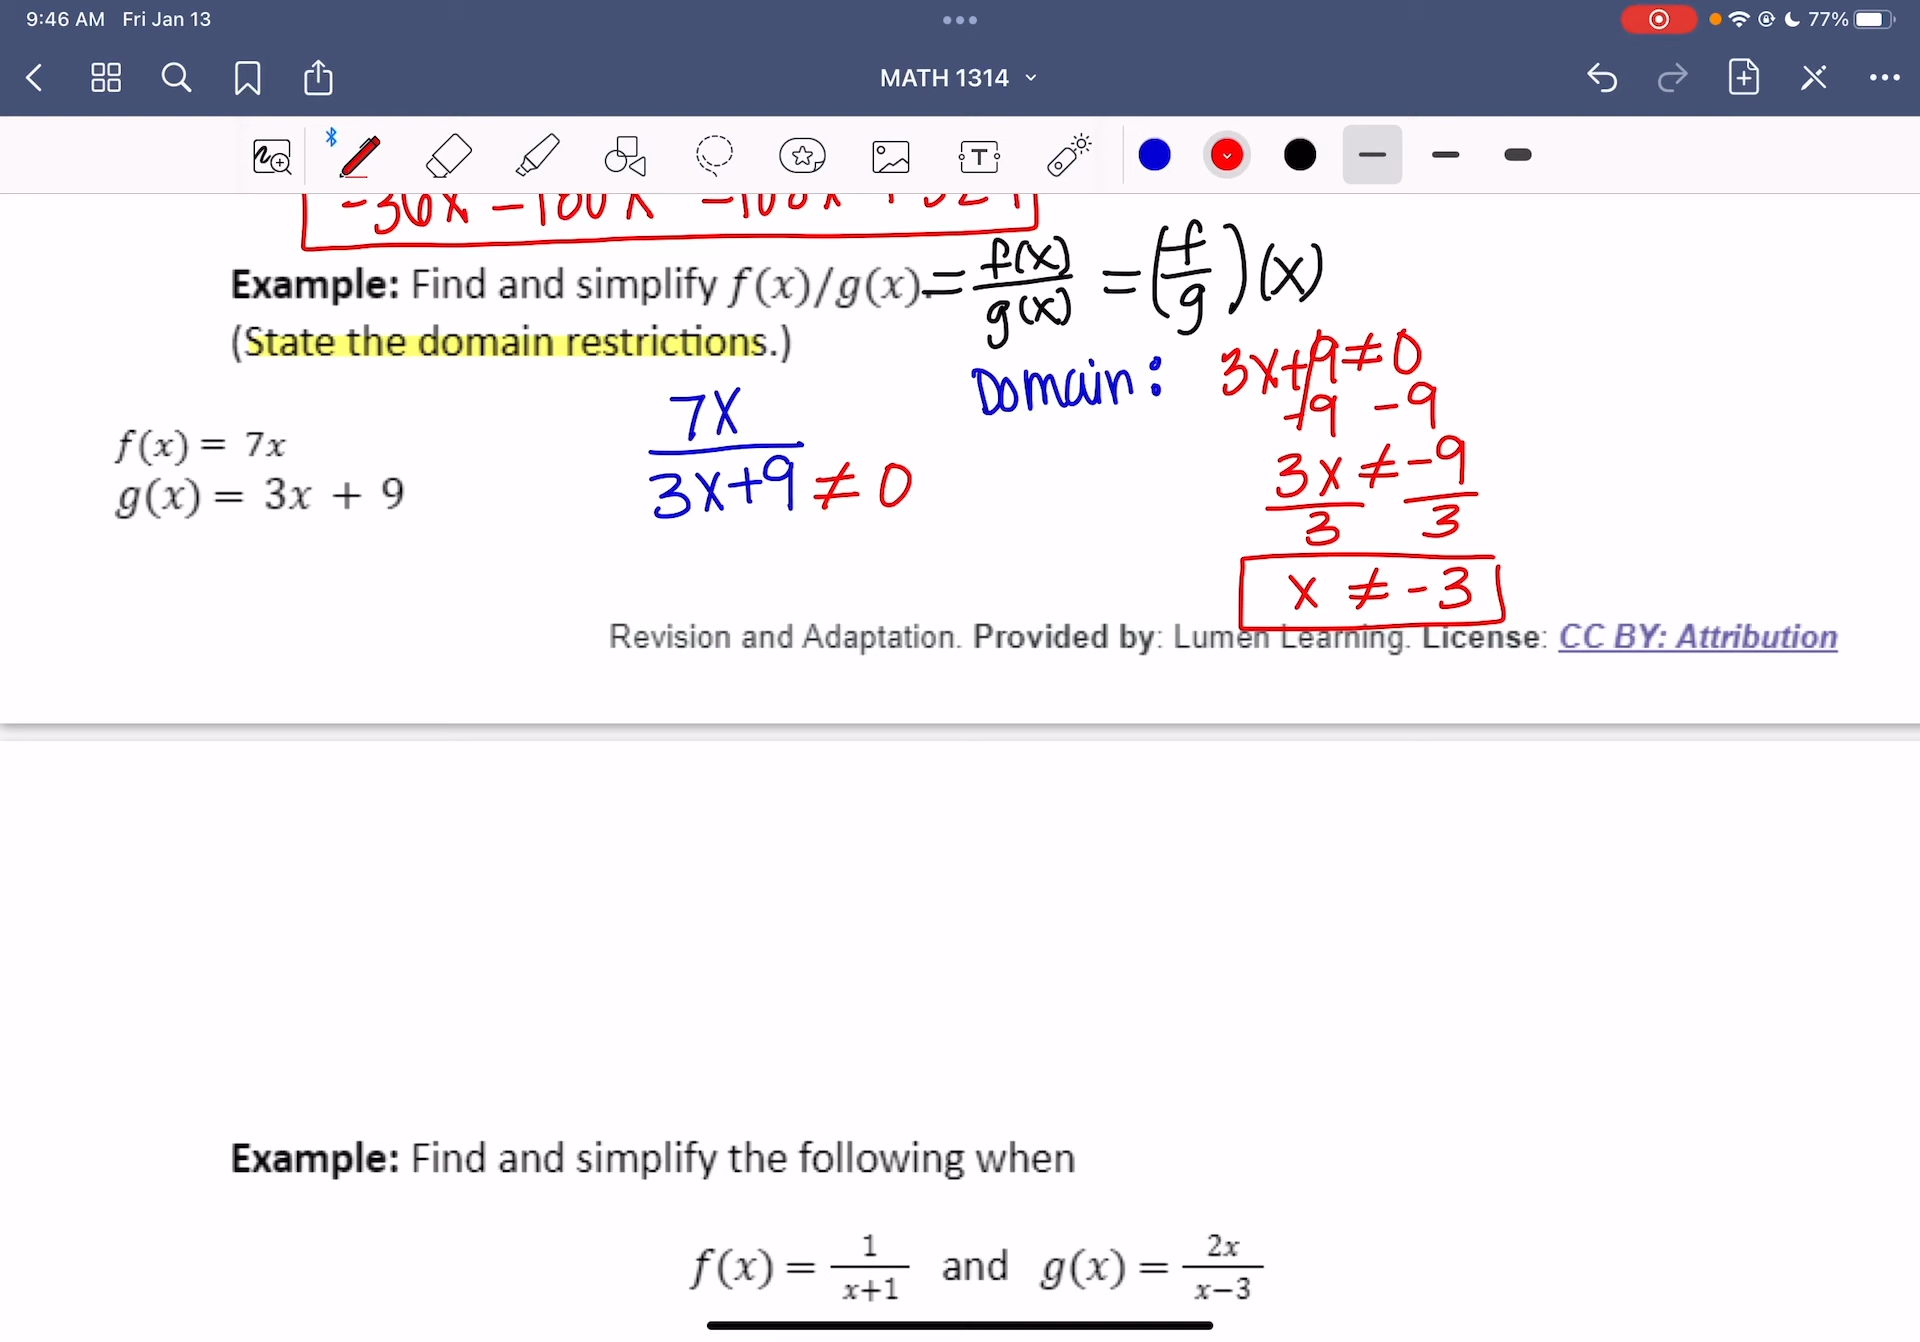 9:46 AM Fri Jan 13
77%
MATH 1314
Example: Find and simplify f(x)/g(x). = f(x)/g(x) = (f/g)(x)
(State the domain restrictions.)
Domain: 3x+9≠0
-9 -9
7x
f(x) = 7x
3x≠-9
g(x) = 3x + 9
3x+9 ≠ 0
3 3
x ≠ -3
Revision and Adaptation. Provided by: Lumen Learning. License: CC BY: Attribution
Example: Find and simplify the following when
f(x) = 1/x+1 and g(x) = 2x/x−3